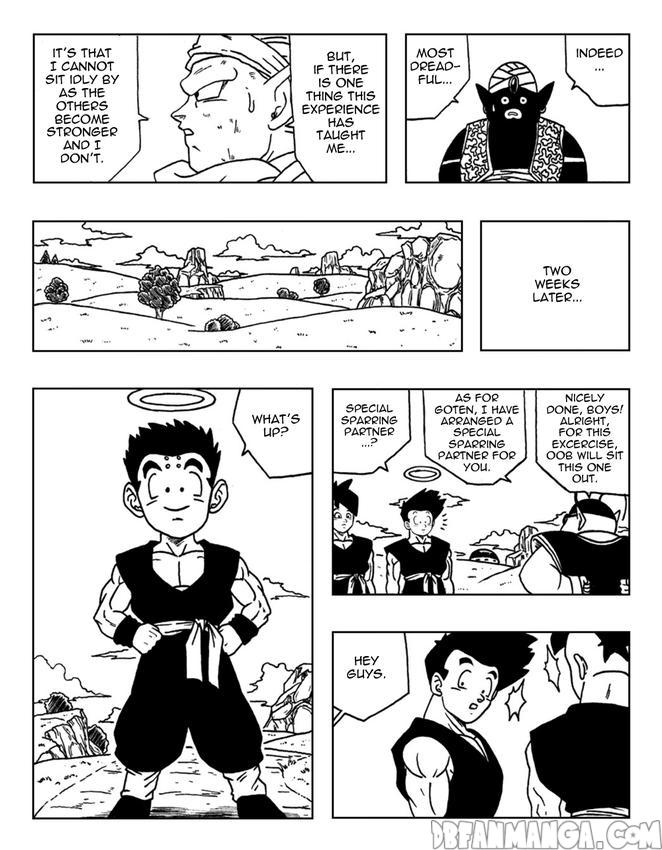 INDEED
...
MOST
DREAD-
FUL...
BUT,
IF THERE
IS ONE
THING THIS
EXPERIENCE
HAS
TAUGHT
ME...
IT'S THAT
I CANNOT
SIT IDLY BY
AS THE
OTHERS
BECOME
STRONGER
AND I
DON'T.
TWO
WEEKS
LATER...
NICELY
DONE, BOYS!
ALRIGHT,
FOR THIS
EXCERCISE,
OOB WILL SIT
THIS ONE
OUT.
AS FOR
GOTEN, I HAVE
ARRANGED A
SPECIAL
SPARRING
PARTNER FOR
YOU.
SPECIAL
SPARRING
PARTNER
...?
HEY
GUYS.
WHAT'S
UP?
DBFANMANGA.COM